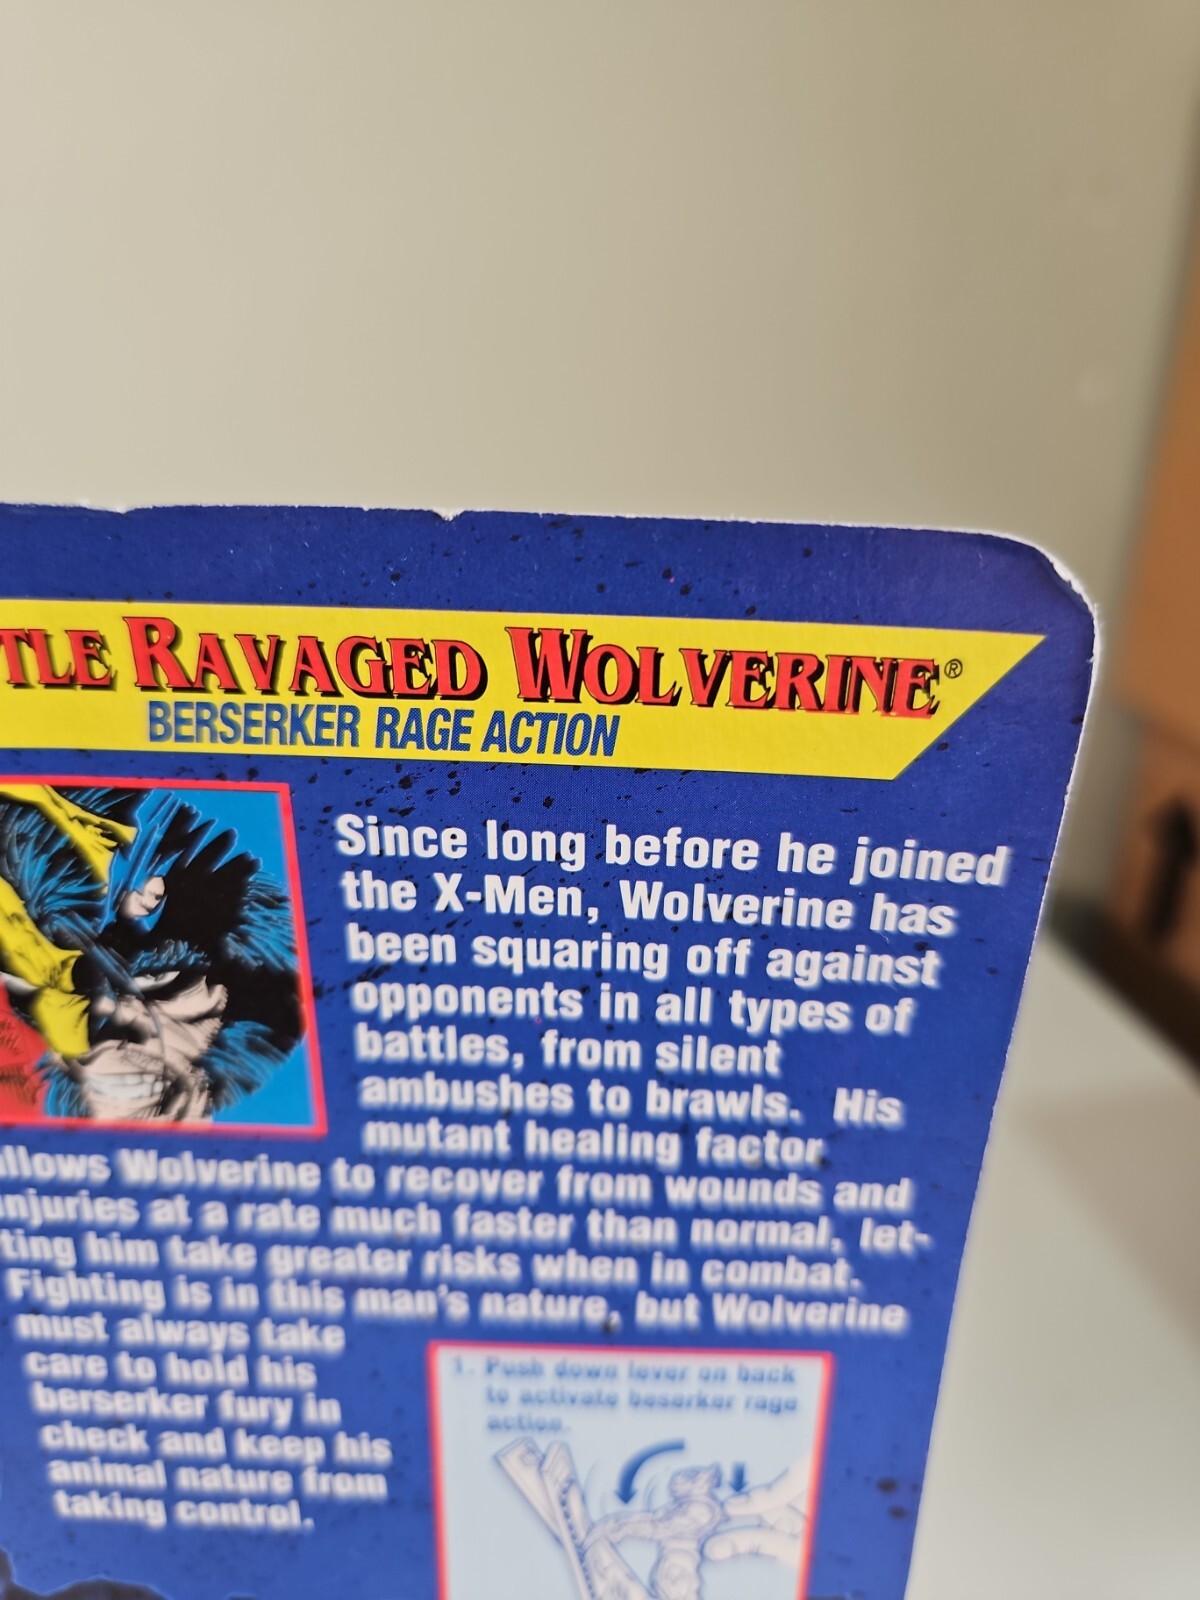 TLE RAVAGED WOLVERINE®
BERSERKER RAGE ACTION
Since long before he joined
the X-Men, Wolverine has
been squaring off against
opponents in all types of
battles, from silent
ambushes to brawls. His
mutant healing factor
llows Wolverine to recover from wounds and
njuries at a rate much faster than normal, let-
ting him take greater risks when in combat.
Fighting is in this man's nature, but Wolverine
must always take
care to hold his
berserker fury in
check and keep his
animal nature from
taking control.
1. Push down lever on back
to activate beserker rage
action.